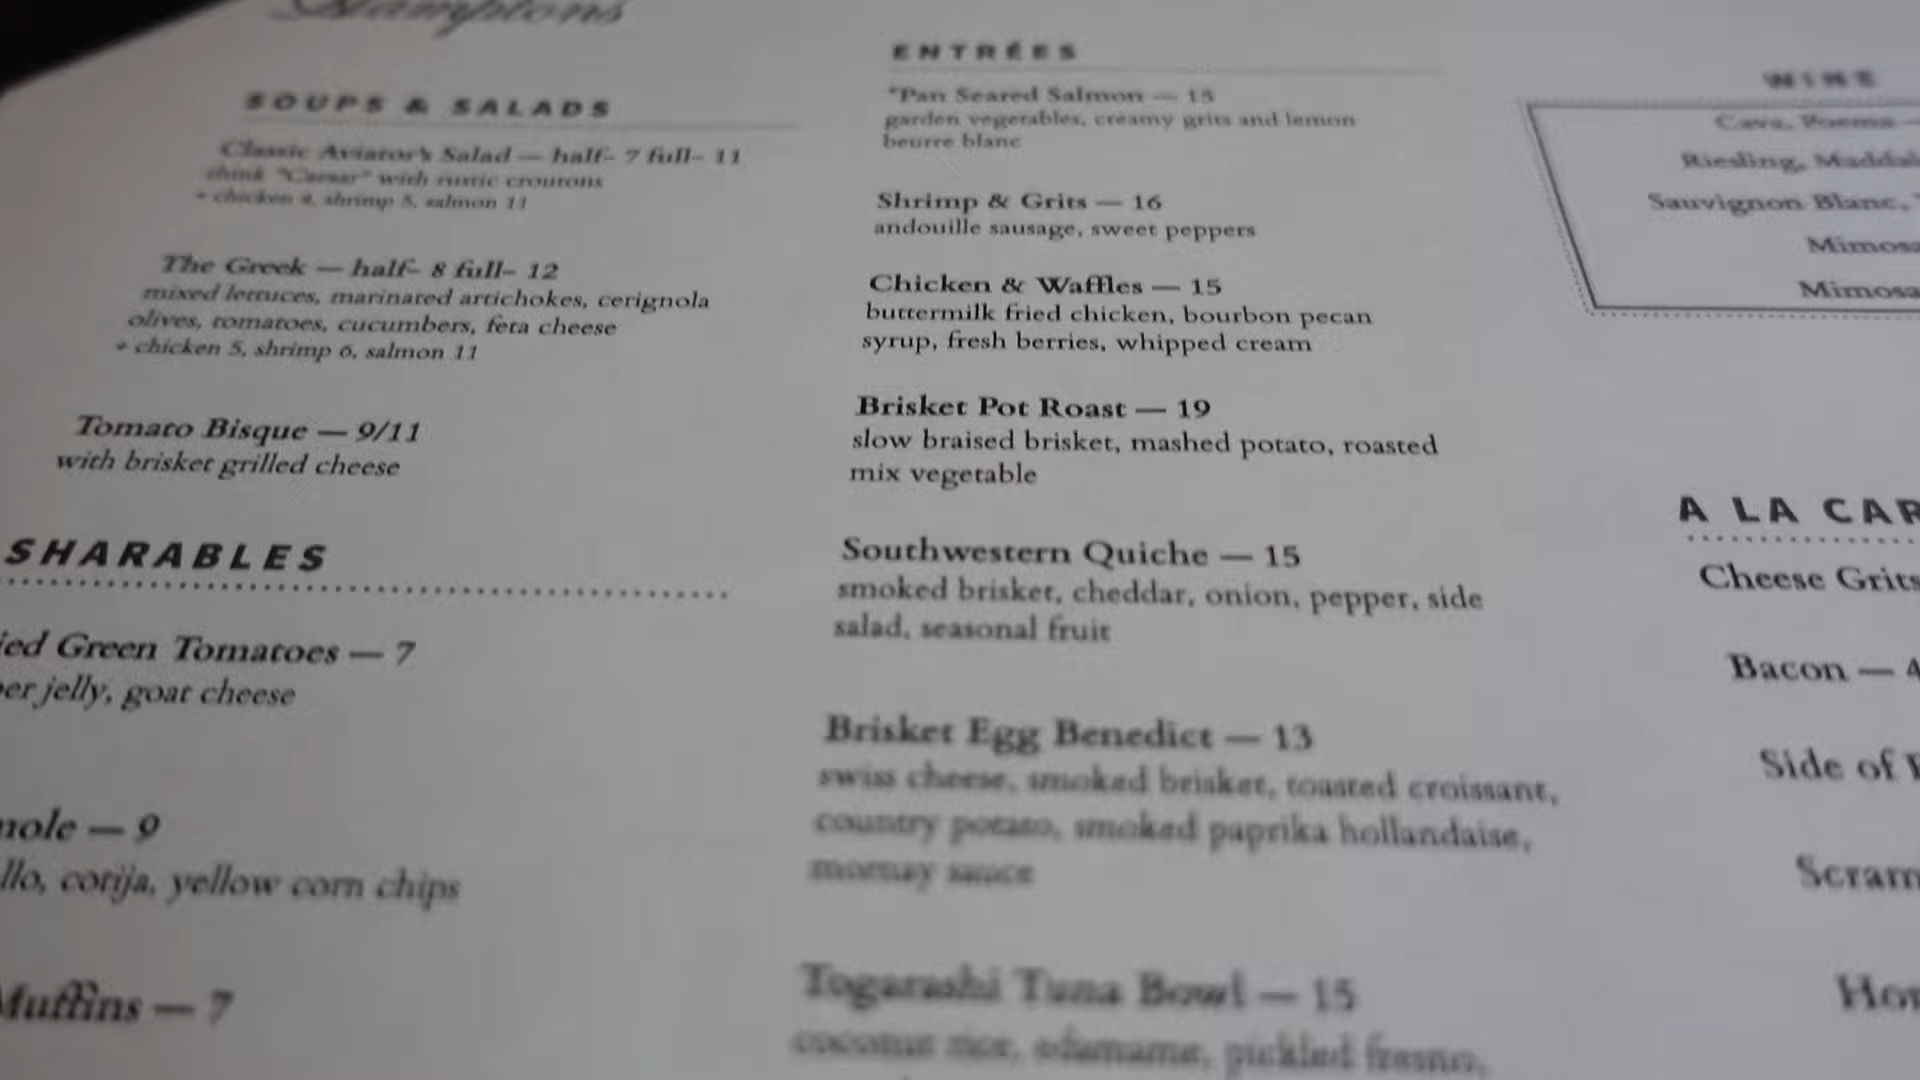 Hamptons
SOUPS & SALADS
Classic Aviator's Salad — half- 7 full- 11
think "Caesar" with rustic croutons
+ chicken 4, shrimp 5, salmon 11
The Greek — half- 8 full- 12
mixed lettuces, marinated artichokes, cerignola
olives, tomatoes, cucumbers, feta cheese
+ chicken 5, shrimp 6, salmon 11
Tomato Bisque — 9/11
with brisket grilled cheese
SHARABLES
Green Tomatoes — 7
jelly, goat cheese
— 9
cotija, yellow corn chips
Muffins — 7
ENTRÉES
*Pan Seared Salmon — 15
garden vegetables, creamy grits and lemon
beurre blanc
Shrimp & Grits — 16
andouille sausage, sweet peppers
Chicken & Waffles — 15
buttermilk fried chicken, bourbon pecan
syrup, fresh berries, whipped cream
Brisket Pot Roast — 19
slow braised brisket, mashed potato, roasted
mix vegetable
Southwestern Quiche — 15
smoked brisket, cheddar, onion, pepper, side
salad, seasonal fruit
Brisket Egg Benedict — 13
swiss cheese, smoked brisket, toasted croissant,
country potato, smoked paprika hollandaise,
mornay sauce
Togarashi Tuna Bowl — 15
coconut rice, edamame, pickled fresno,
WINE
Cava, Poema —
Riesling,
Sauvignon Blanc,
Mimosa
Mimosa
A LA
Cheese Grits
Bacon — 4
Side of